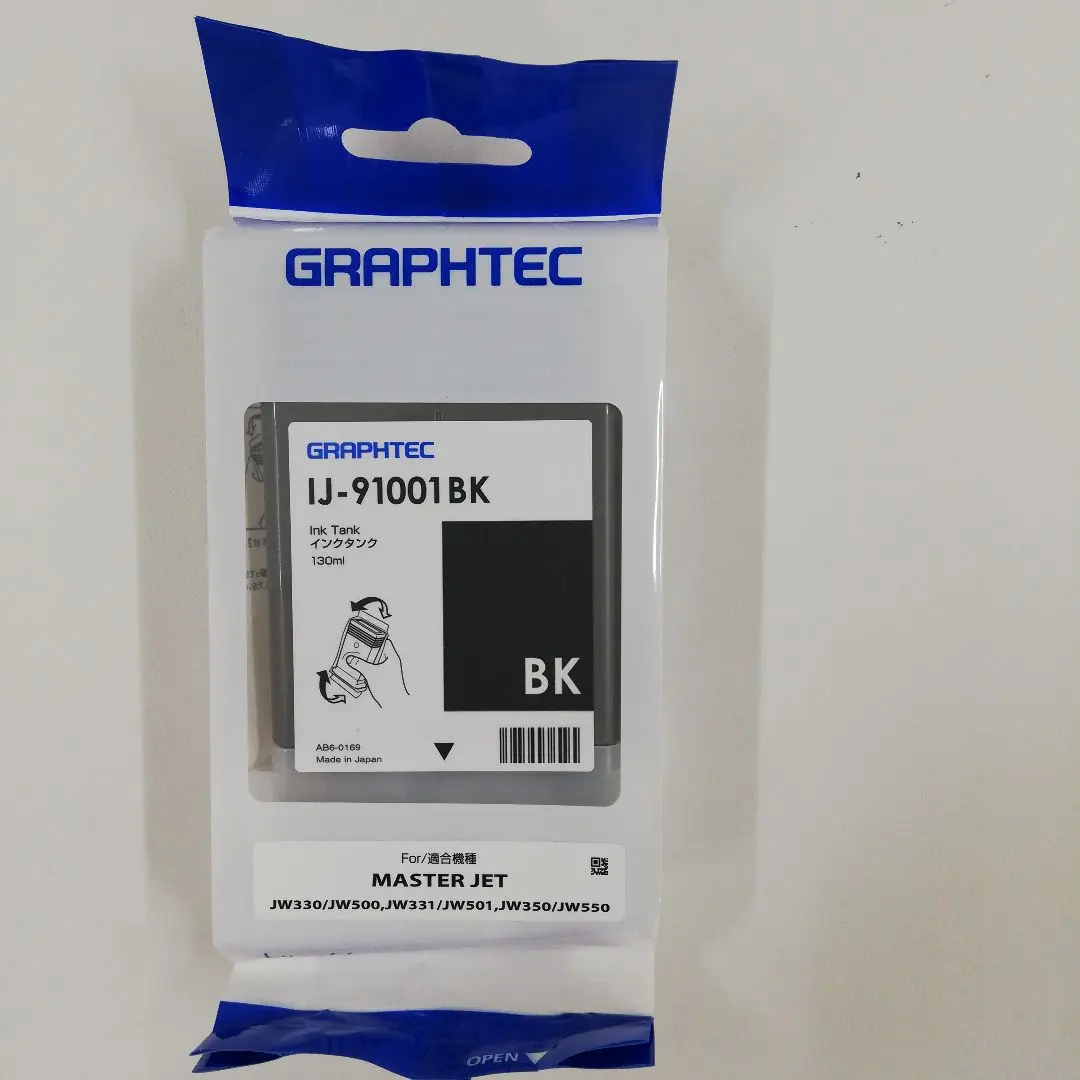 GRAPHTEC
GRAPHTEC
IJ-91001BK
Ink Tank
インクタンク
130ml
BK
AB6-0169
Made in Japan
For/適合機種
MASTER JET
JW330/JW500,JW331/JW501,JW350/JW550
OPEN